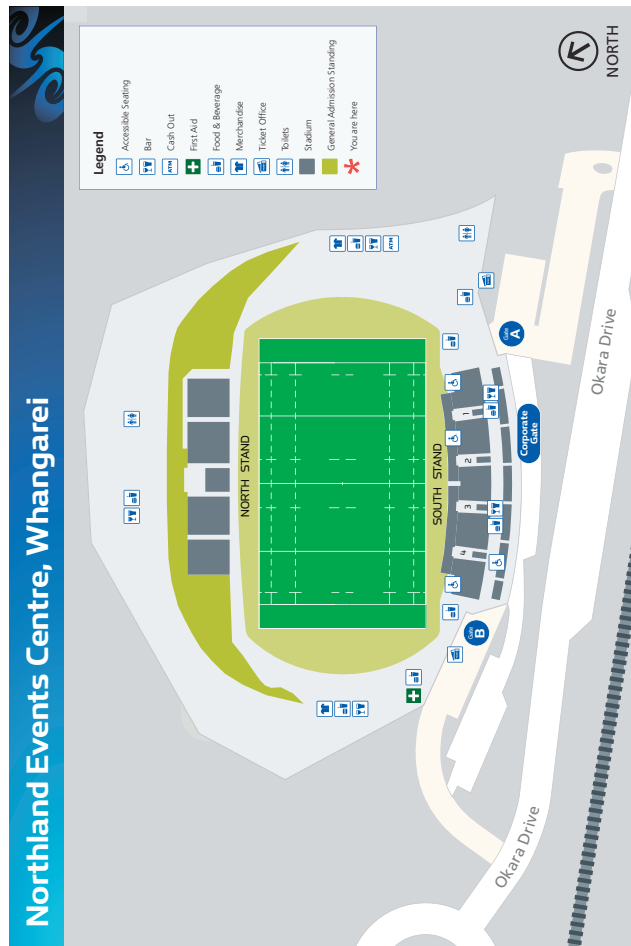 Northland Events Centre, Whangarei
Legend
Accessible Seating
Bar
ATM
Cash Out
First Aid
Food & Beverage
Merchandise
Ticket Office
Toilets
Stadium
General Admission Standing
You are here
NORTH
ATM
NORTH STAND
SOUTH STAND
1
2
3
4
Gate
A
Corporate
Gate
Gate
B
Okara Drive
Okara Drive